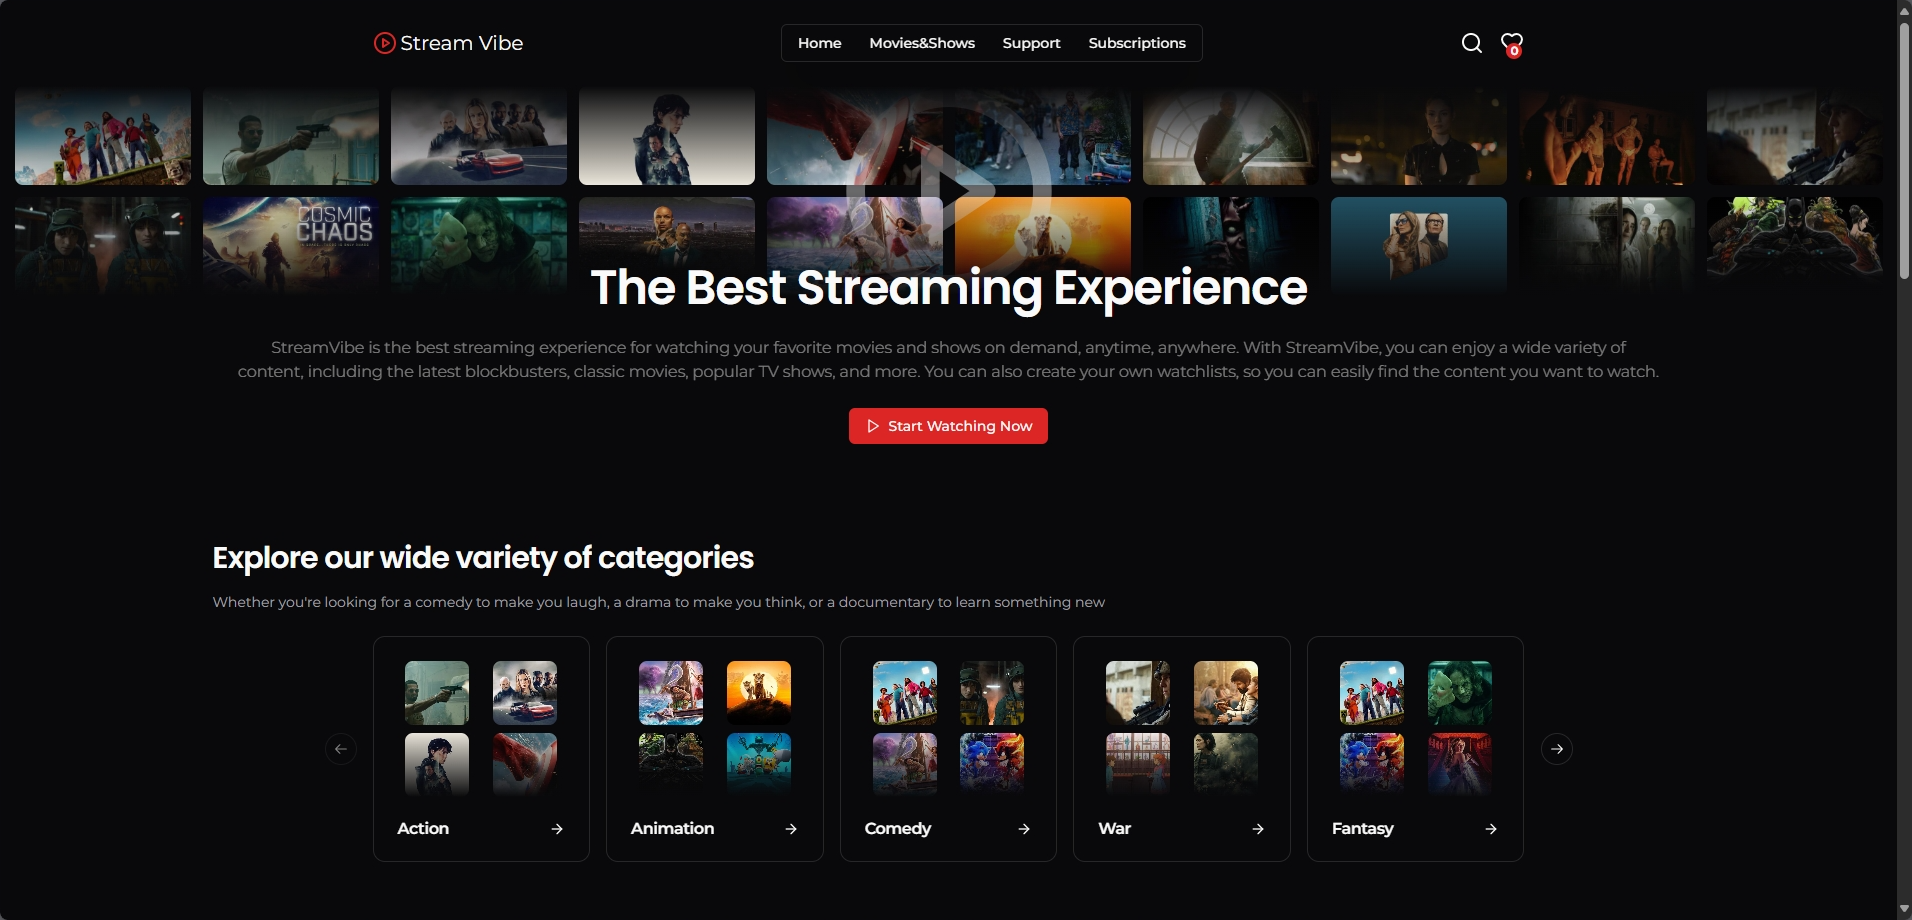 Stream Vibe
Home Movies&Shows Support Subscriptions
0
COSMIC
CHAOS
The Best Streaming Experience
StreamVibe is the best streaming experience for watching your favorite movies and shows on demand, anytime, anywhere. With StreamVibe, you can enjoy a wide variety of
content, including the latest blockbusters, classic movies, popular TV shows, and more. You can also create your own watchlists, so you can easily find the content you want to watch.
Start Watching Now
Explore our wide variety of categories
Whether you're looking for a comedy to make you laugh, a drama to make you think, or a documentary to learn something new
Action
Animation
Comedy
War
Fantasy